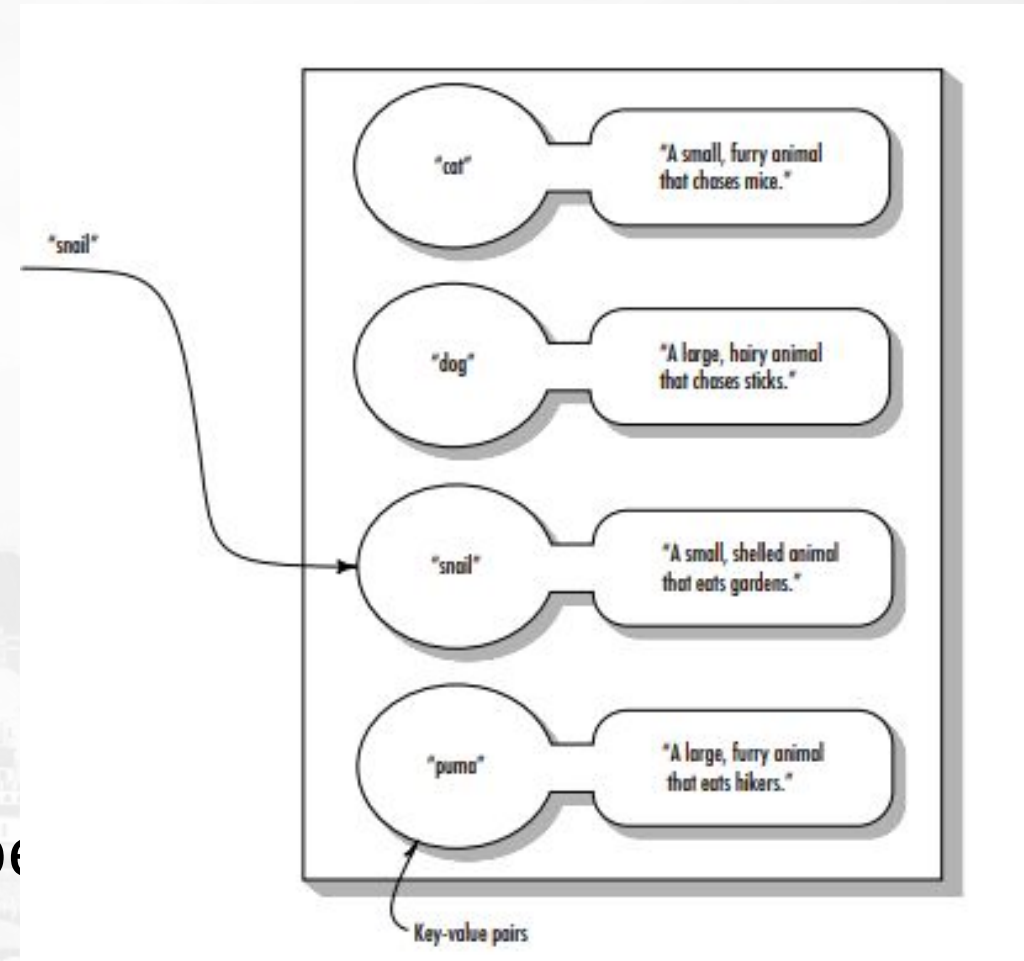 "cat"
"A small, furry animal
that chases mice."
"snail"
"dog"
"A large, hairy animal
that chases sticks."
"snail"
"A small, shelled animal
that eats gardens."
"puma"
"A large, furry animal
that eats hikers."
Key-value pairs